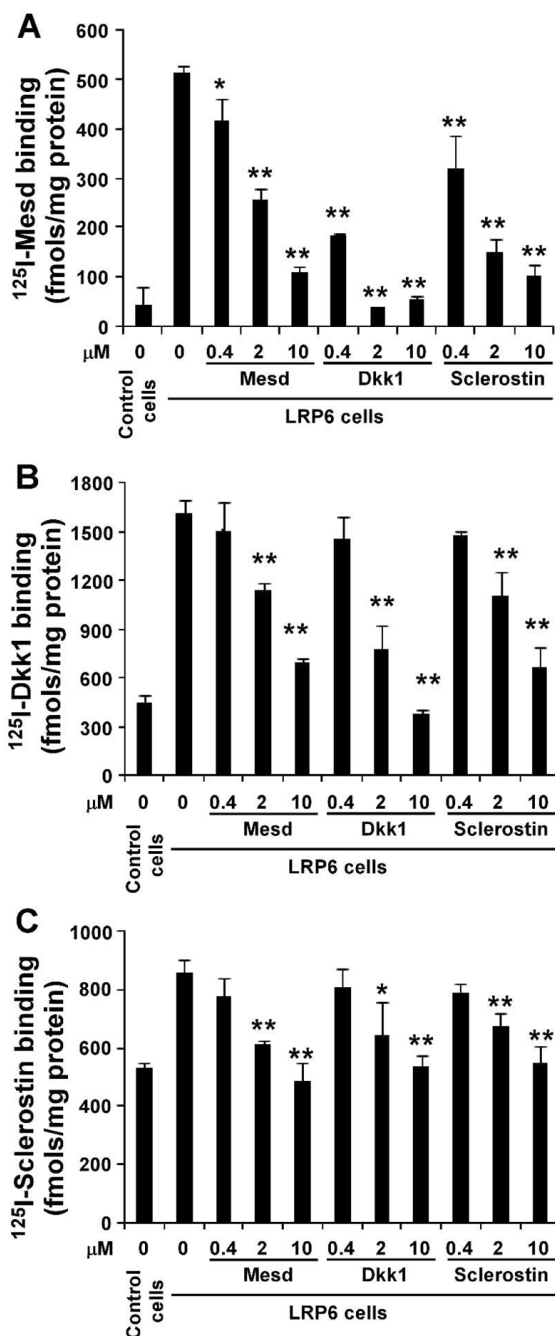 A
¹²⁵I-Mesd binding
(fmols/mg protein)
600
500
400
300
200
100
0
* ** ** ** ** ** ** ** **
μM 0 0 0.4 2 10 0.4 2 10 0.4 2 10
Control cells
Mesd Dkk1 Sclerostin
LRP6 cells
B
¹²⁵I-Dkk1 binding
(fmols/mg protein)
1800
1500
1200
900
600
300
0
** ** ** ** ** **
μM 0 0 0.4 2 10 0.4 2 10 0.4 2 10
Control cells
Mesd Dkk1 Sclerostin
LRP6 cells
C
¹²⁵I-Sclerostin binding
(fmols/mg protein)
1000
800
600
400
200
0
** ** * ** ** **
μM 0 0 0.4 2 10 0.4 2 10 0.4 2 10
Control cells
Mesd Dkk1 Sclerostin
LRP6 cells